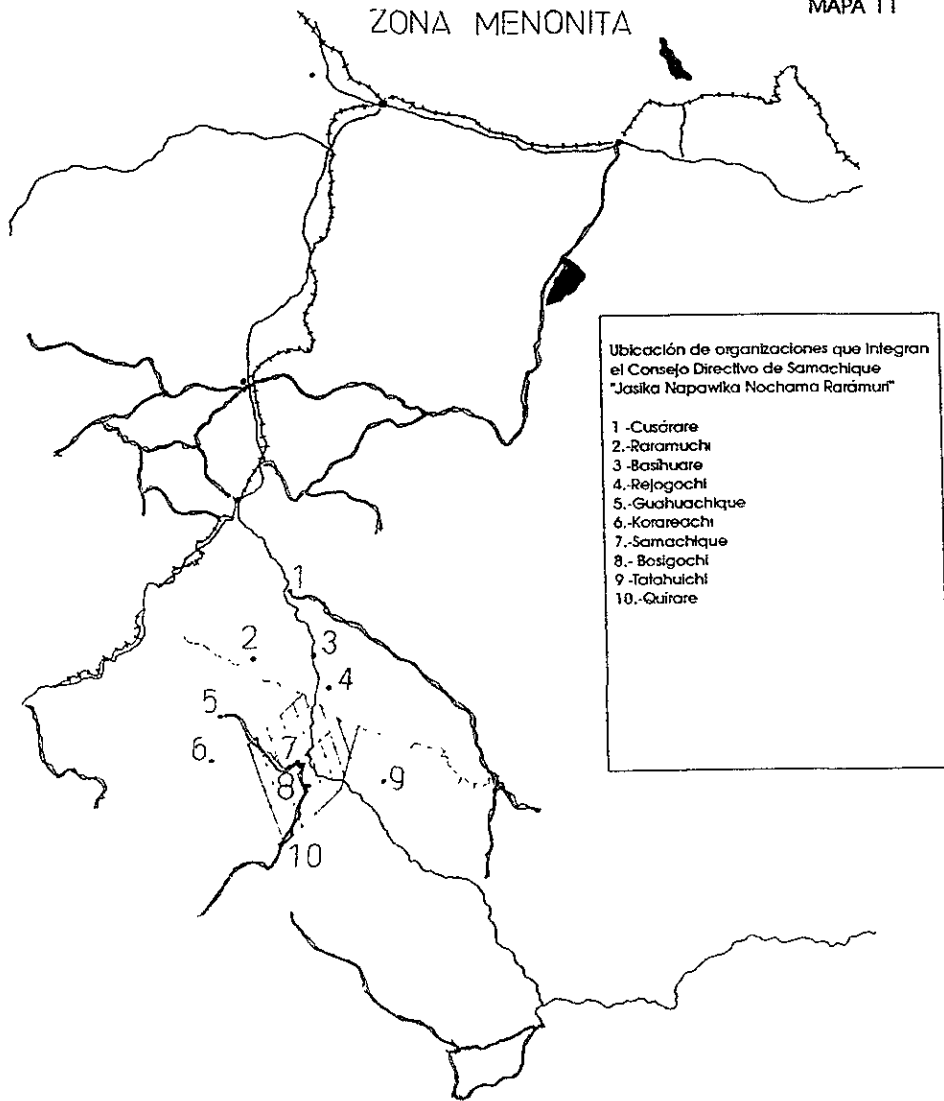 MAPA 11
ZONA MENONITA
Ubicación de organizaciones que integran
el Consejo Directivo de Samachique
"Jasika Napawika Nochama Rarámuri"
1 -Cusárare
2.-Raramuchi
3 -Basihuare
4.-Rejogochi
5.-Guahuachique
6.-Korareachi
7.-Samachique
8.- Bosigochi
9 -Tatahuichi
10.-Quirare
1
2
3
4
5
6
7
8
9
10